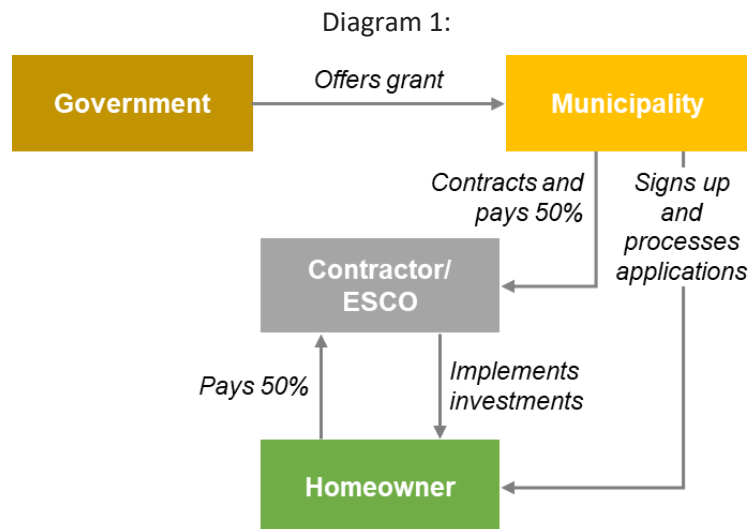 Diagram 1:
Government
Offers grant
Municipality
Contracts and
pays 50%
Signs up
and
processes
applications
Contractor/
ESCO
Pays 50%
Implements
investments
Homeowner